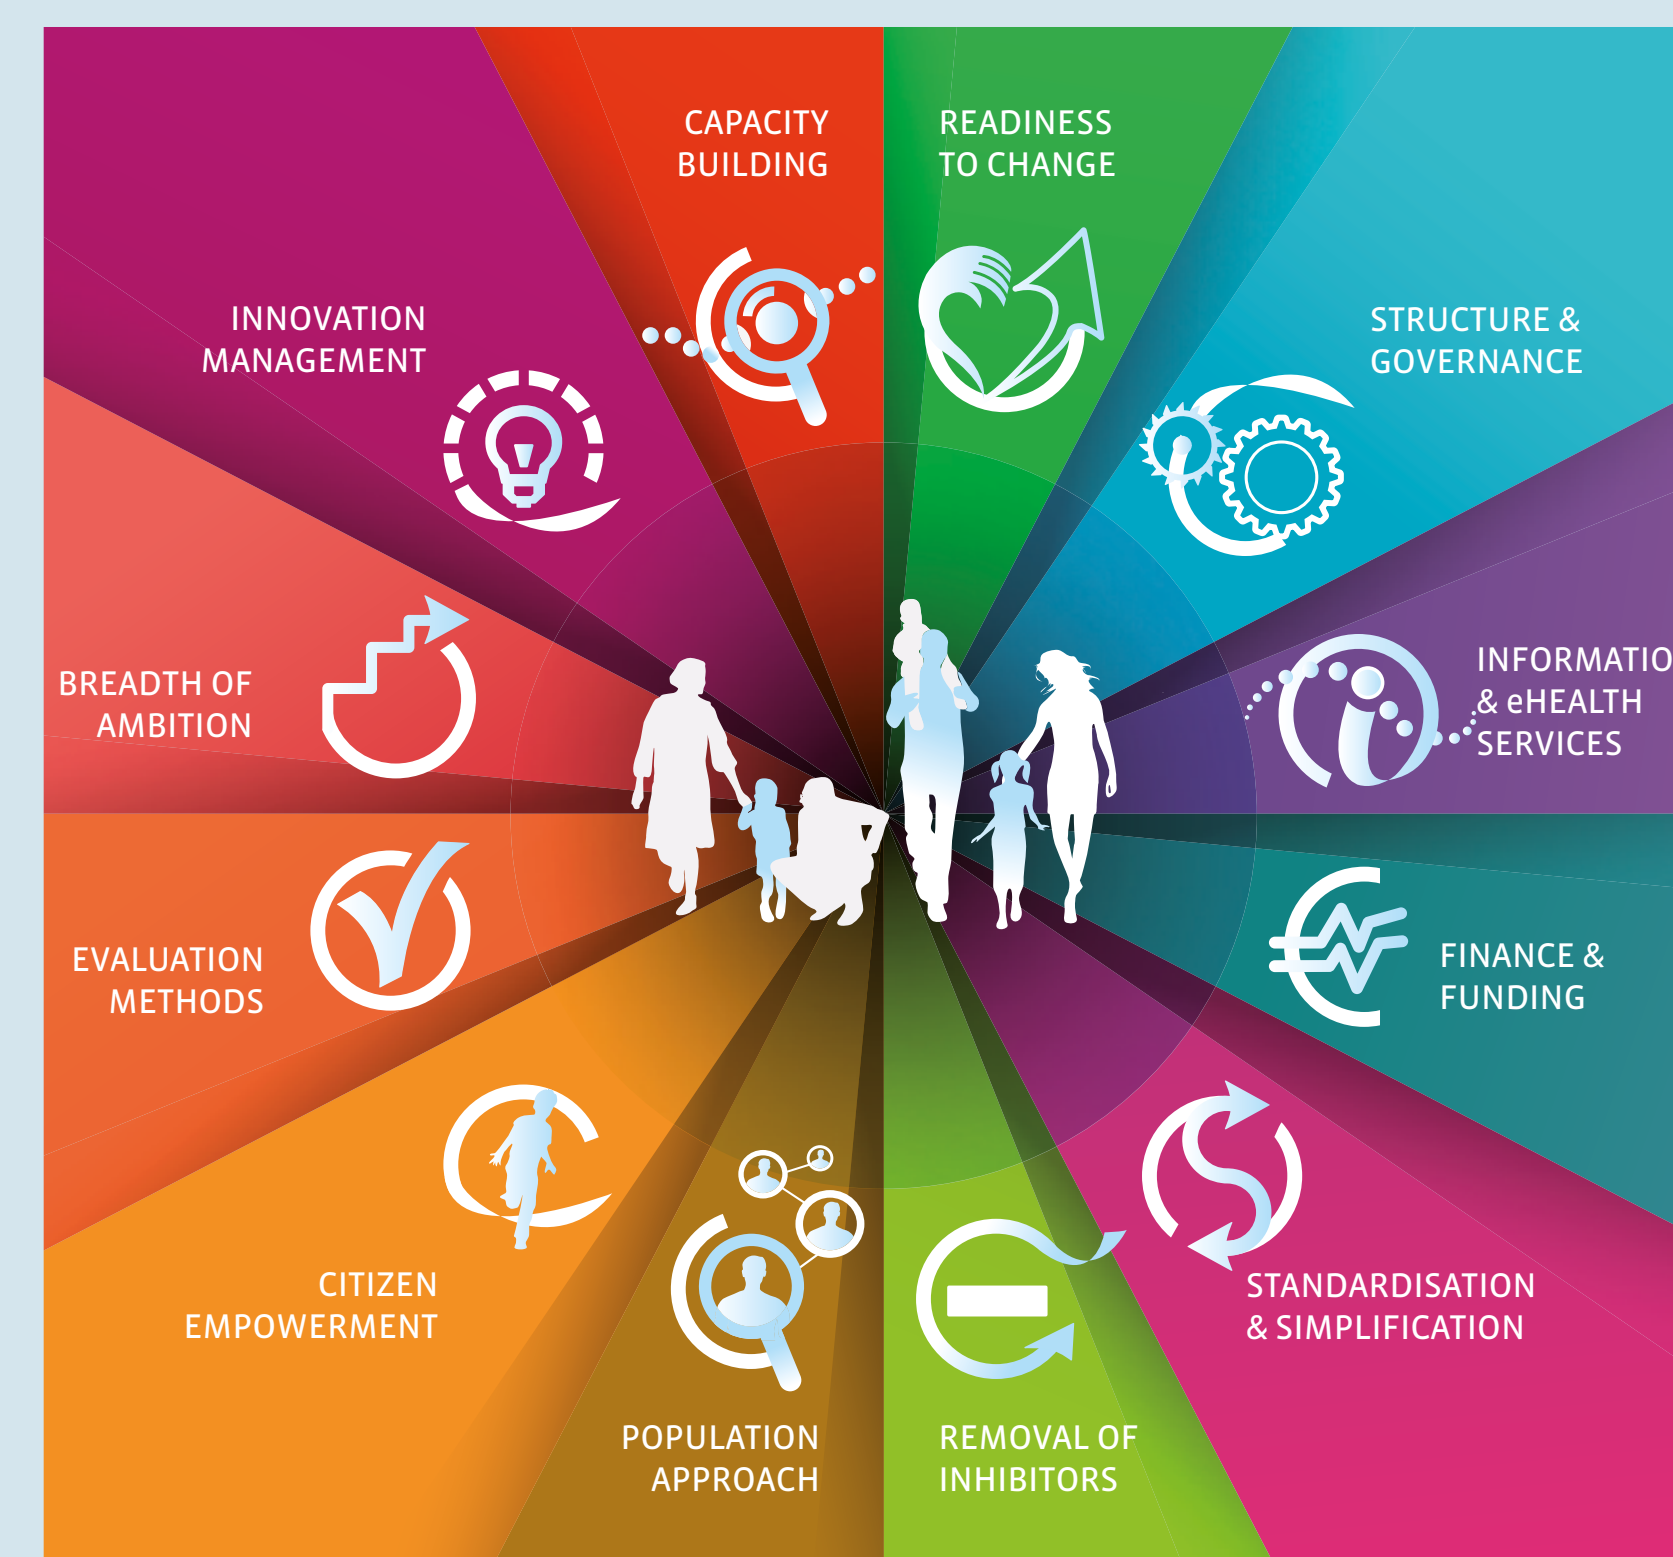 CAPACITY
BUILDING
READINESS
TO CHANGE
STRUCTURE &
GOVERNANCE
INFORMATIO
& eHEALTH
SERVICES
FINANCE &
FUNDING
STANDARDISATION
& SIMPLIFICATION
REMOVAL OF
INHIBITORS
POPULATION
APPROACH
CITIZEN
EMPOWERMENT
EVALUATION
METHODS
BREADTH OF
AMBITION
INNOVATION
MANAGEMENT